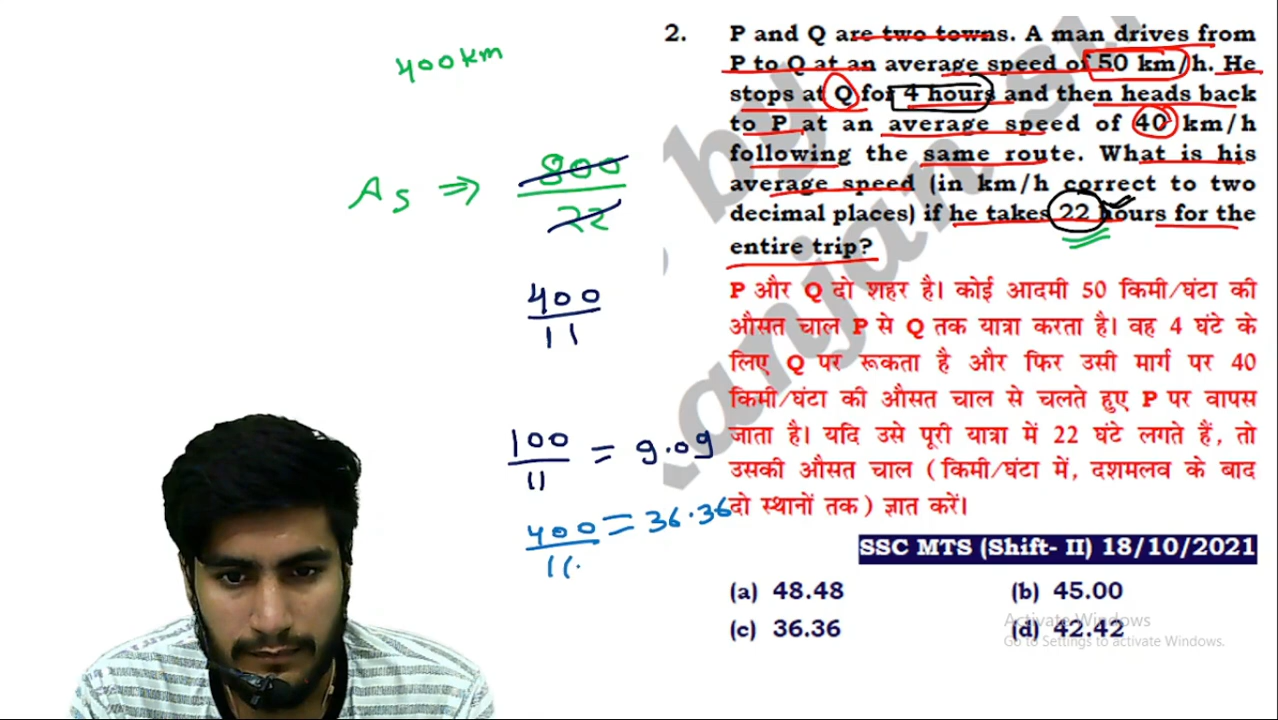 400km
As ⇒ 800/22
400/11
100/11 = 9.09
400/11 = 36.36
2. P and Q are two towns. A man drives from
P to Q at an average speed of 50 km/h. He
stops at Q for 4 hours and then heads back
to P at an average speed of 40 km/h
following the same route. What is his
average speed (in km/h correct to two
decimal places) if he takes 22 hours for the
entire trip?
P और Q दो शहर है। कोई आदमी 50 किमी/घंटा की
औसत चाल P से Q तक यात्रा करता है। वह 4 घंटे के
लिए Q पर रूकता है और फिर उसी मार्ग पर 40
किमी/घंटा की औसत चाल से चलते हुए P पर वापस
जाता है। यदि उसे पूरी यात्रा में 22 घंटे लगते हैं, तो
उसकी औसत चाल (किमी/घंटा में, दशमलव के बाद
दो स्थानों तक) ज्ञात करें।
SSC MTS (Shift- II) 18/10/2021
(a) 48.48 (b) 45.00
(c) 36.36 (d) 42.42
Activate Windows
Go to Settings to activate Windows.
by